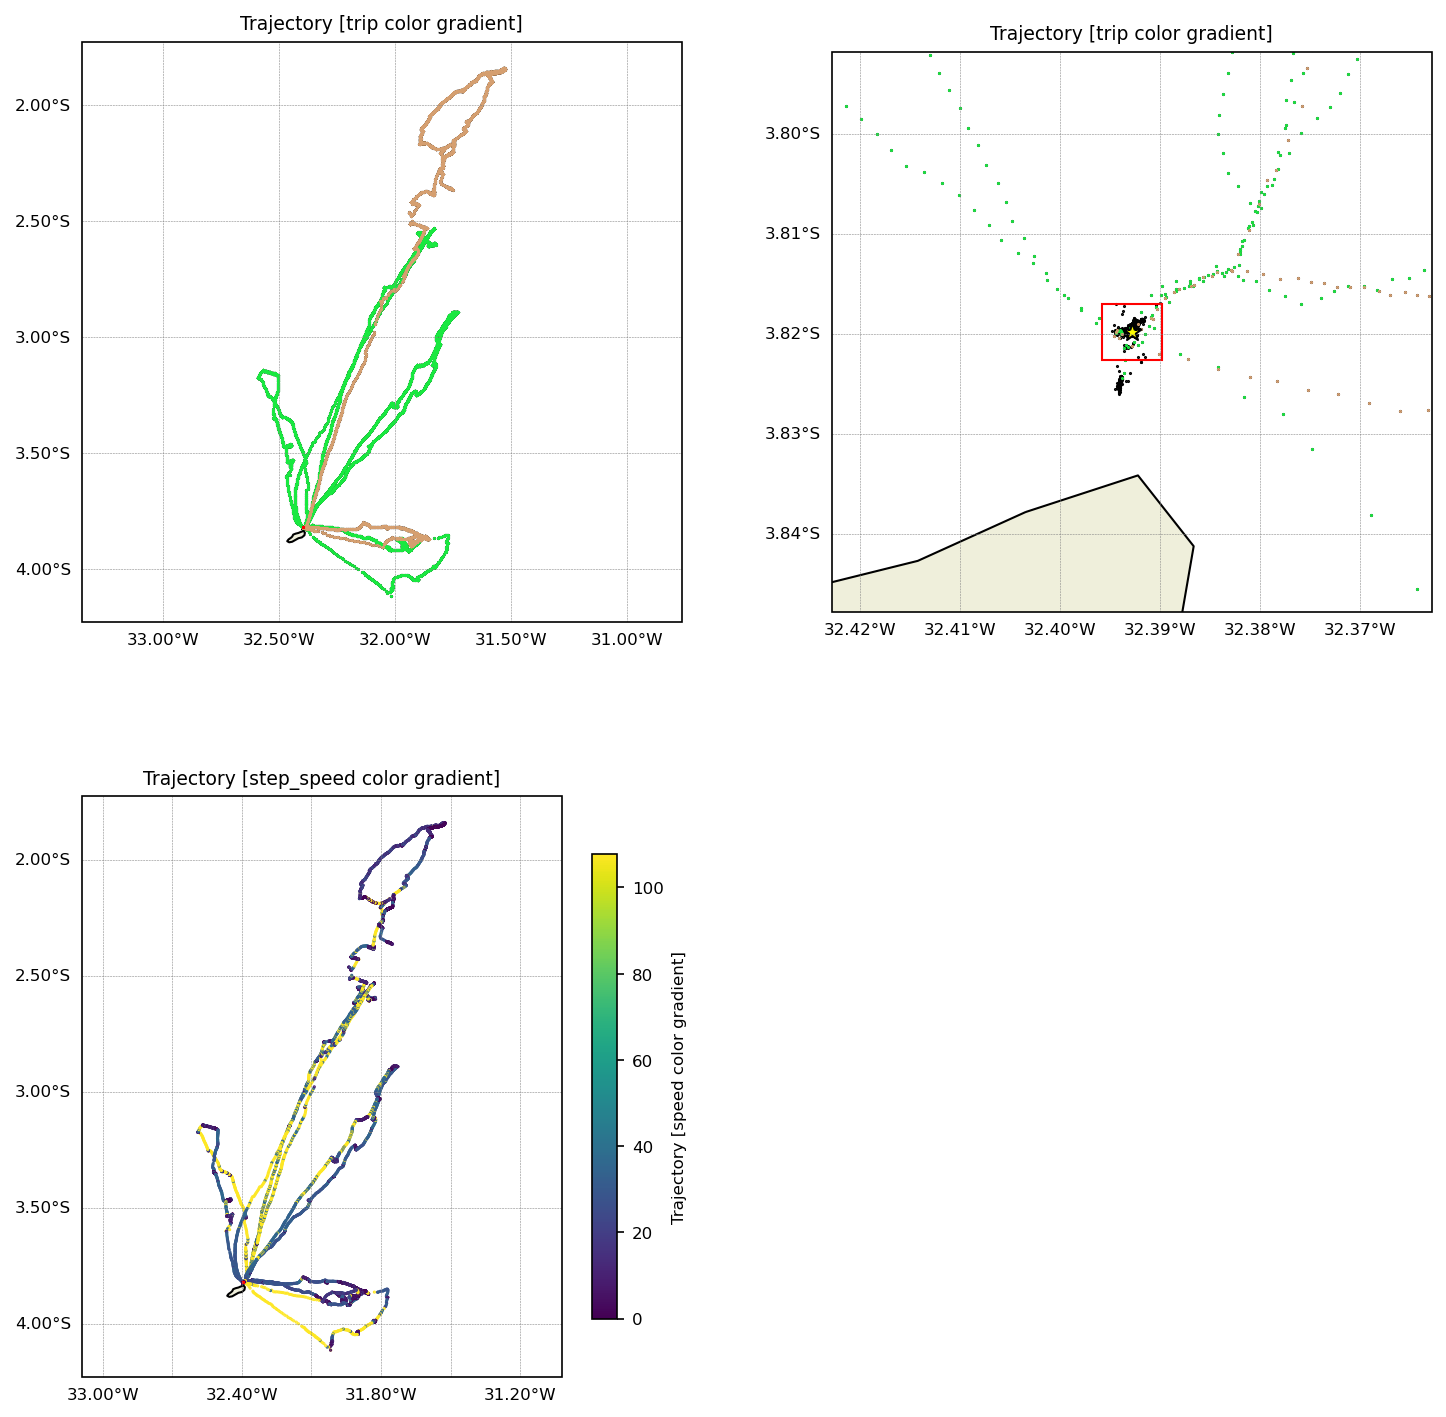 Trajectory [trip color gradient]
2.00°S
2.50°S
3.00°S
3.50°S
4.00°S
33.00°W 32.50°W 32.00°W 31.50°W 31.00°W
Trajectory [trip color gradient]
3.80°S
3.81°S
3.82°S
3.83°S
3.84°S
32.42°W 32.41°W 32.40°W 32.39°W 32.38°W 32.37°W
Trajectory [step_speed color gradient]
2.00°S
2.50°S
3.00°S
3.50°S
4.00°S
33.00°W 32.40°W 31.80°W 31.20°W
100
80
60
40
20
0
Trajectory [speed color gradient]